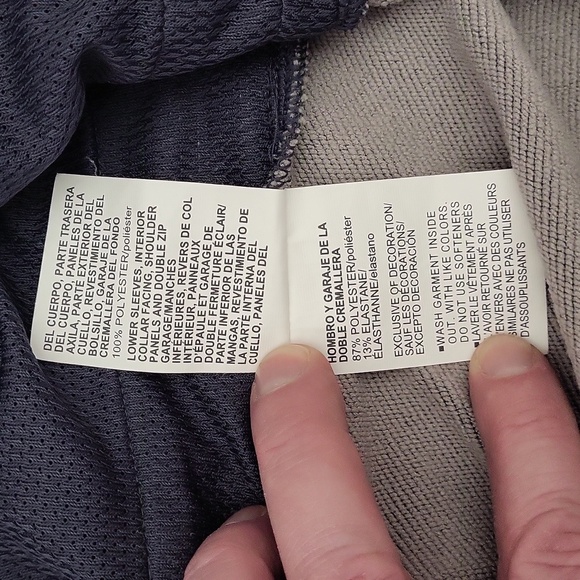 DEL CUERPO, PARTE TRASERA
DEL CUERPO, PANELES DE LA
AXILA, PARTE EXTERIOR DEL
CUELLO, REVESTIMIENTO DEL
BOLSILLO Y GARAJE DE LA
CREMALLERA DE FONDO
100% POLYESTER/poliéster
LOWER SLEEVES, INTERIOR
COLLAR FACING, SHOULDER
PANELS AND DOUBLE ZIP
GARAGE/MANCHES
INFÉRIEURES, REVERS DE COL
INTÉRIEUR, PANNEAUX
D'ÉPAULE ET GARAGE DE
DOUBLE FERMETURE ÉCLAIR/
PARTE INFERIOR DE LAS
MANGAS, REVESTIMIENTO DE
LA PARTE INTERNA DEL
CUELLO, PANELES DEL
HOMBRO Y GARAJE DE LA
DOBLE CREMALLERA
87% POLYESTER/poliéster
13% ELASTANE/
ÉLASTHANNE/elastano
EXCLUSIVE OF DECORATION/
SAUF LES DÉCORATIONS/
EXCEPTO DECORACIÓN
■WASH GARMENT INSIDE
OUT. WITH LIKE COLORS.
DO NOT USE SOFTENERS
■LAVER LE VÊTEMENT DE
L'AVOIR RETOURNÉ SUR
L'ENVERS AVEC DES COULEURS
SIMILAIRES NE PAS UTILISER
D'ASSOUPLISSANTS